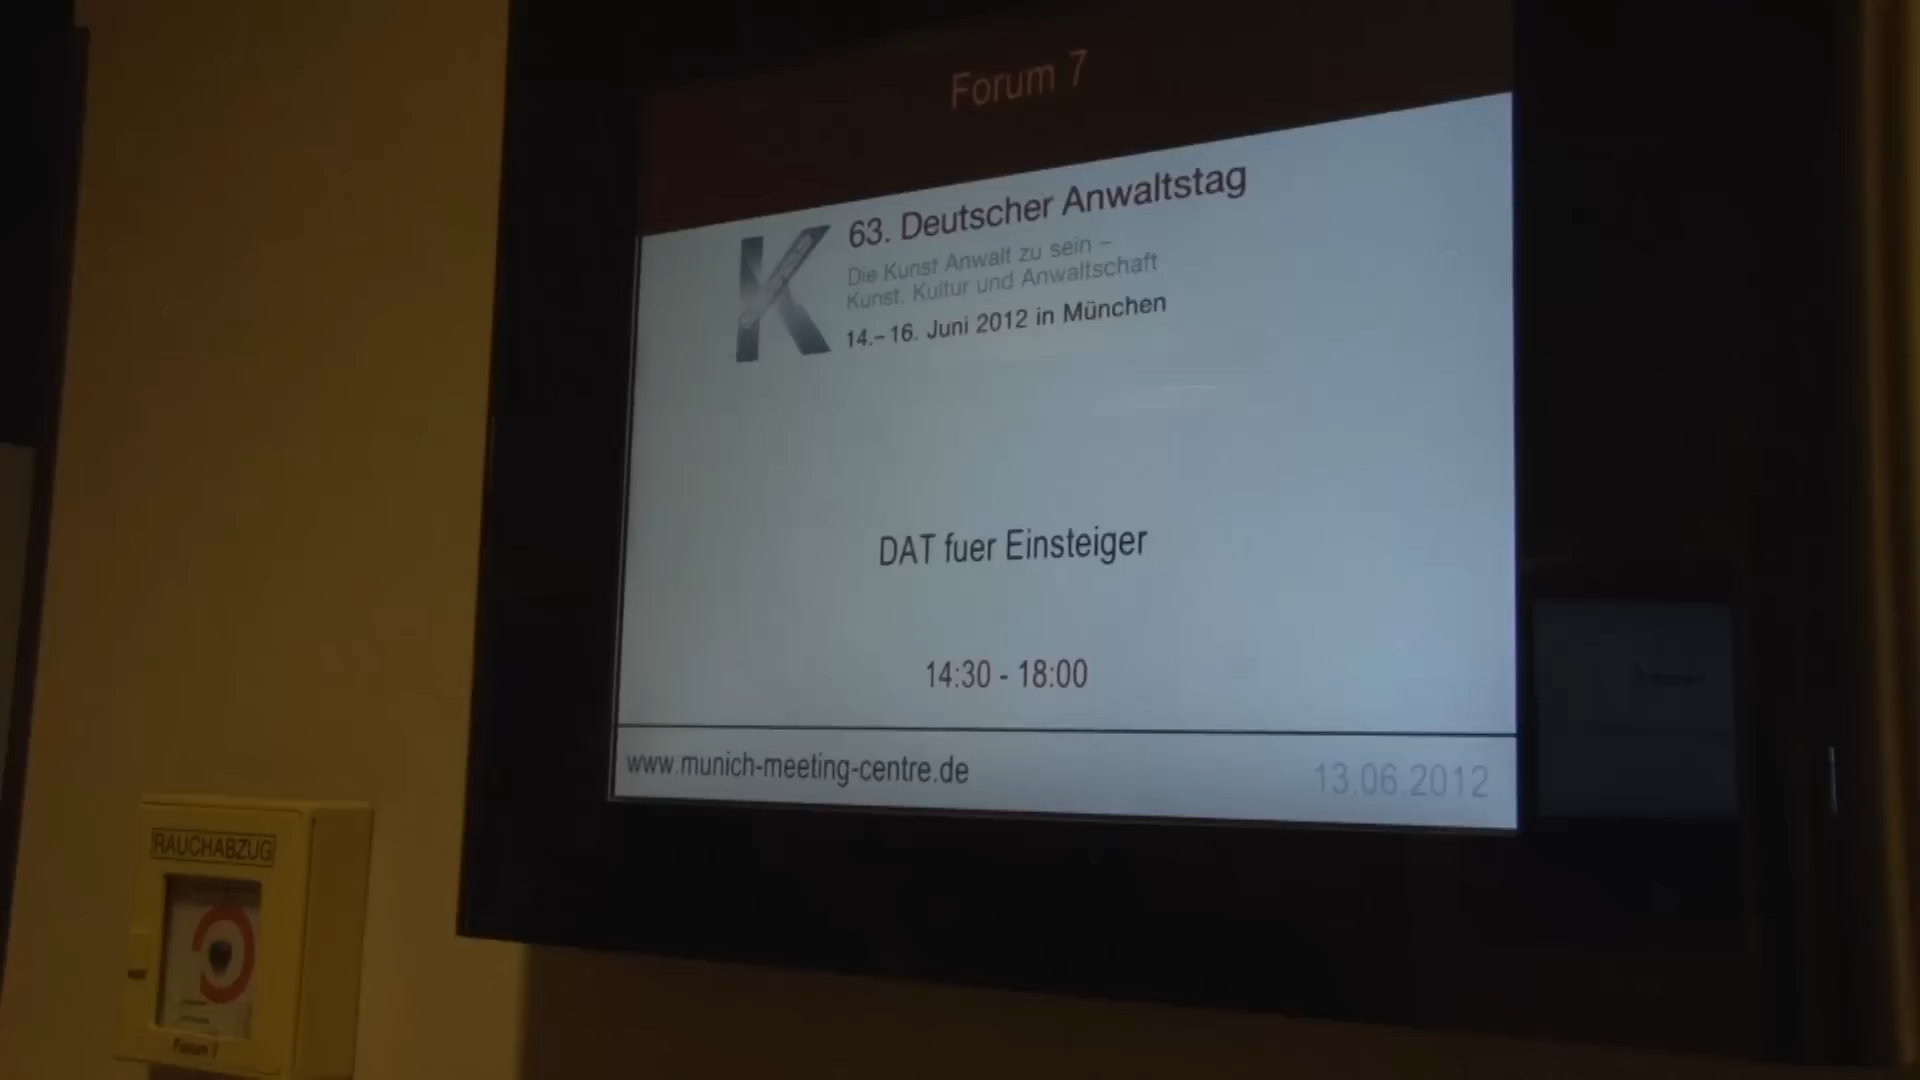 Forum 7
63. Deutscher Anwaltstag
Die Kunst Anwalt zu sein –
Kunst. Kultur und Anwaltschaft
14.– 16. Juni 2012 in München
DAT fuer Einsteiger
14:30 - 18:00
www.munich-meeting-centre.de
13.06.2012
RAUCHABZUG
Forum 7